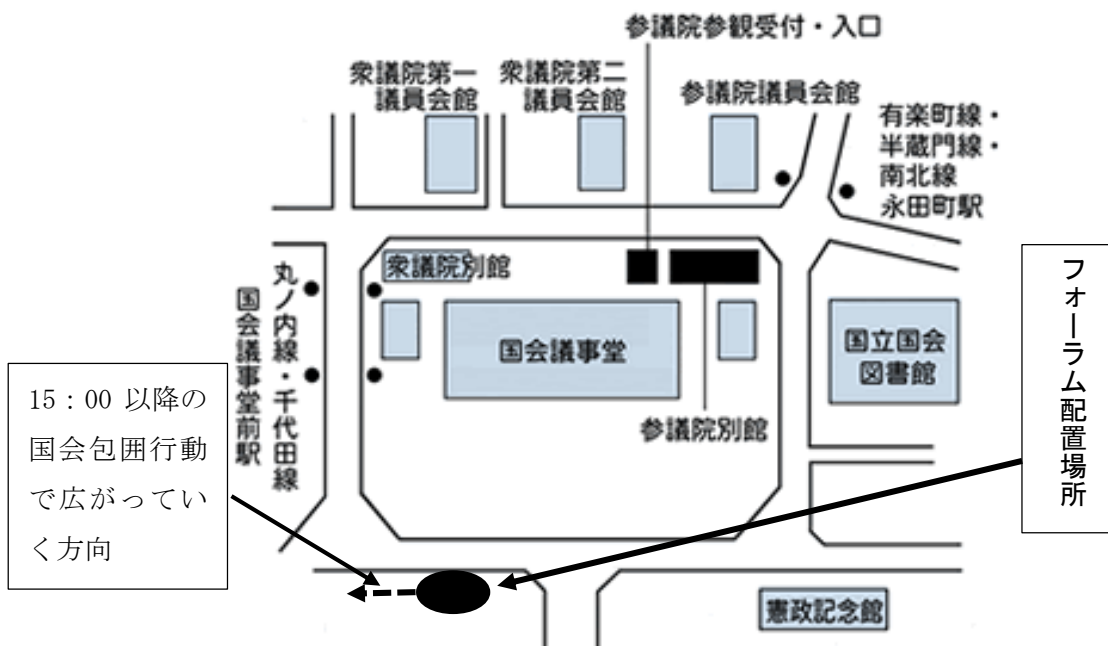 参議院参観受付・入口
衆議院第一
議員会館
衆議院第二
議員会館
参議院議員会館
有楽町線・
半蔵門線・
南北線
永田町駅
衆議院別館
丸ノ内線・千代田線
国会議事堂前駅
国会議事堂
参議院別館
国立国会
図書館
フォーラム配置場所
15：00 以降の
国会包囲行動
で広がってい
く方向
憲政記念館